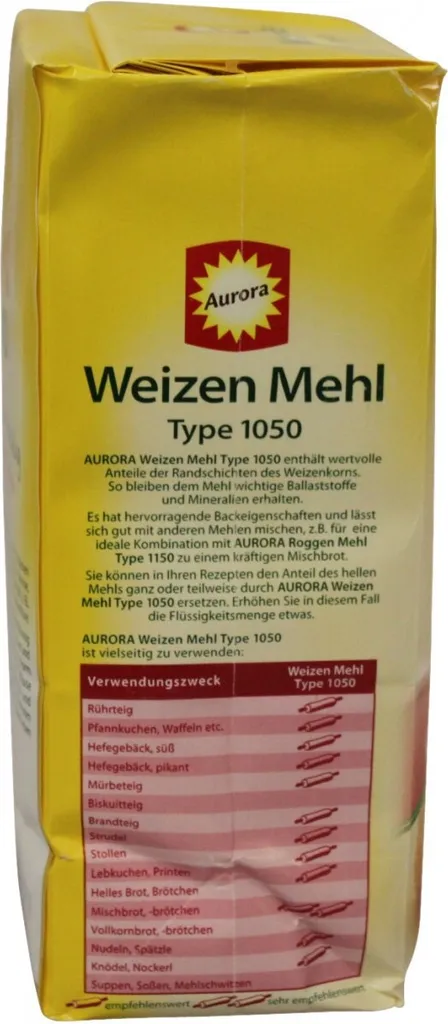 Aurora
Weizen Mehl
Type 1050
AURORA Weizen Mehl Type 1050 enthält wertvolle
Anteile der Randschichten des Weizenkorns.
So bleiben dem Mehl wichtige Ballaststoffe
und Mineralien erhalten.
Es hat hervorragende Backeigenschaften und lässt
sich gut mit anderen Mehlen mischen, z.B. für eine
ideale Kombination mit AURORA Roggen Mehl
Type 1150 zu einem kräftigen Mischbrot.
Sie können in Ihren Rezepten den Anteil des hellen
Mehls ganz oder teilweise durch AURORA Weizen
Mehl Type 1050 ersetzen. Erhöhen Sie in diesem Fall
die Flüssigkeitsmenge etwas.
AURORA Weizen Mehl Type 1050
ist vielseitig zu verwenden:
Verwendungszweck Weizen Mehl
Type 1050
Rührteig
Pfannkuchen, Waffeln etc.
Hefegebäck, süß
Hefegebäck, pikant
Mürbeteig
Biskuitteig
Brandteig
Strudel
Stollen
Lebkuchen, Printen
Helles Brot, Brötchen
Mischbrot, -brötchen
Vollkornbrot, -brötchen
Nudeln, Spätzle
Knödel, Nockerl
Suppen, Soßen, Mehlschwitzen
empfehlenswert sehr empfehlenswert